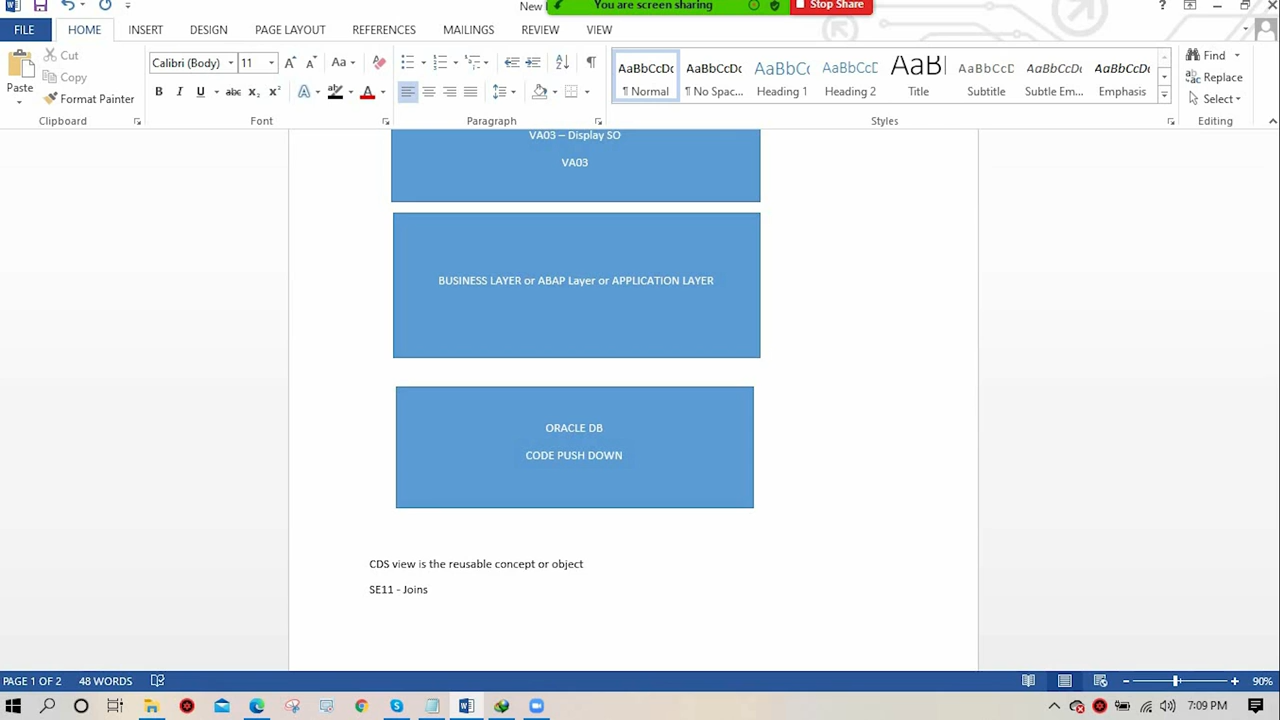 New
You are screen sharing
Stop Share
FILE
HOME
INSERT
DESIGN
PAGE LAYOUT
REFERENCES
MAILINGS
REVIEW
VIEW
Paste
Cut
Copy
Format Painte
Clipboard
Calibri (Body)
11
Font
Paragraph
AaBbCcDc
¶ Normal
AaBbCcDc
¶ No Spac...
AaBbCc
Heading 1
AaBbCcD
Heading 2
AaB
Title
AaBbCcD
Subtitle
AaBbCcDc
Subtle Em...
AaBbCcDc
Emphasis
Styles
Find
Replace
Select
Editing
VA03 – Display SO
VA03
BUSINESS LAYER or ABAP Layer or APPLICATION LAYER
ORACLE DB
CODE PUSH DOWN
CDS view is the reusable concept or object
SE11 - Joins
PAGE 1 OF 2
48 WORDS
90%
7:09 PM